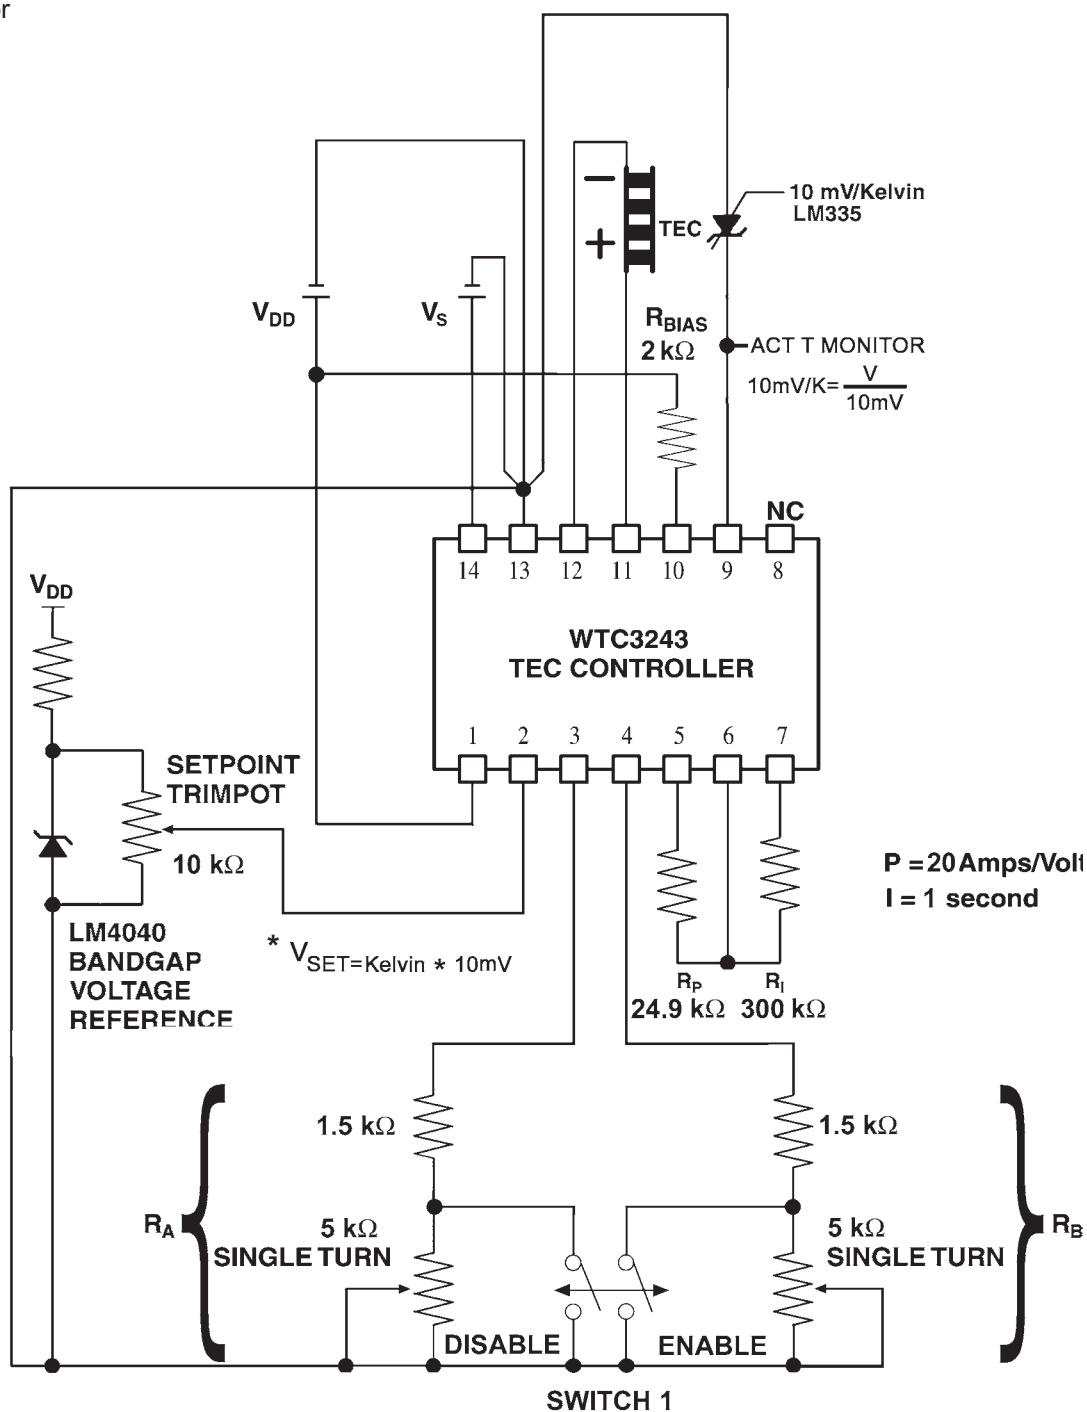 or
10 mV/Kelvin
LM335
TEC
−
+
V_DD
V_S
R_BIAS
2 kΩ
ACT T MONITOR
10mV/K= V/10mV
NC
14 13 12 11 10 9 8
WTC3243
TEC CONTROLLER
1 2 3 4 5 6 7
V_DD
SETPOINT
TRIMPOT
10 kΩ
LM4040
BANDGAP
VOLTAGE
REFERENCE
* V_SET=Kelvin * 10mV
P = 20 Amps/Volt
I = 1 second
R_P R_I
24.9 kΩ 300 kΩ
1.5 kΩ 1.5 kΩ
R_A
5 kΩ
SINGLE TURN
5 kΩ
SINGLE TURN
R_B
DISABLE ENABLE
SWITCH 1